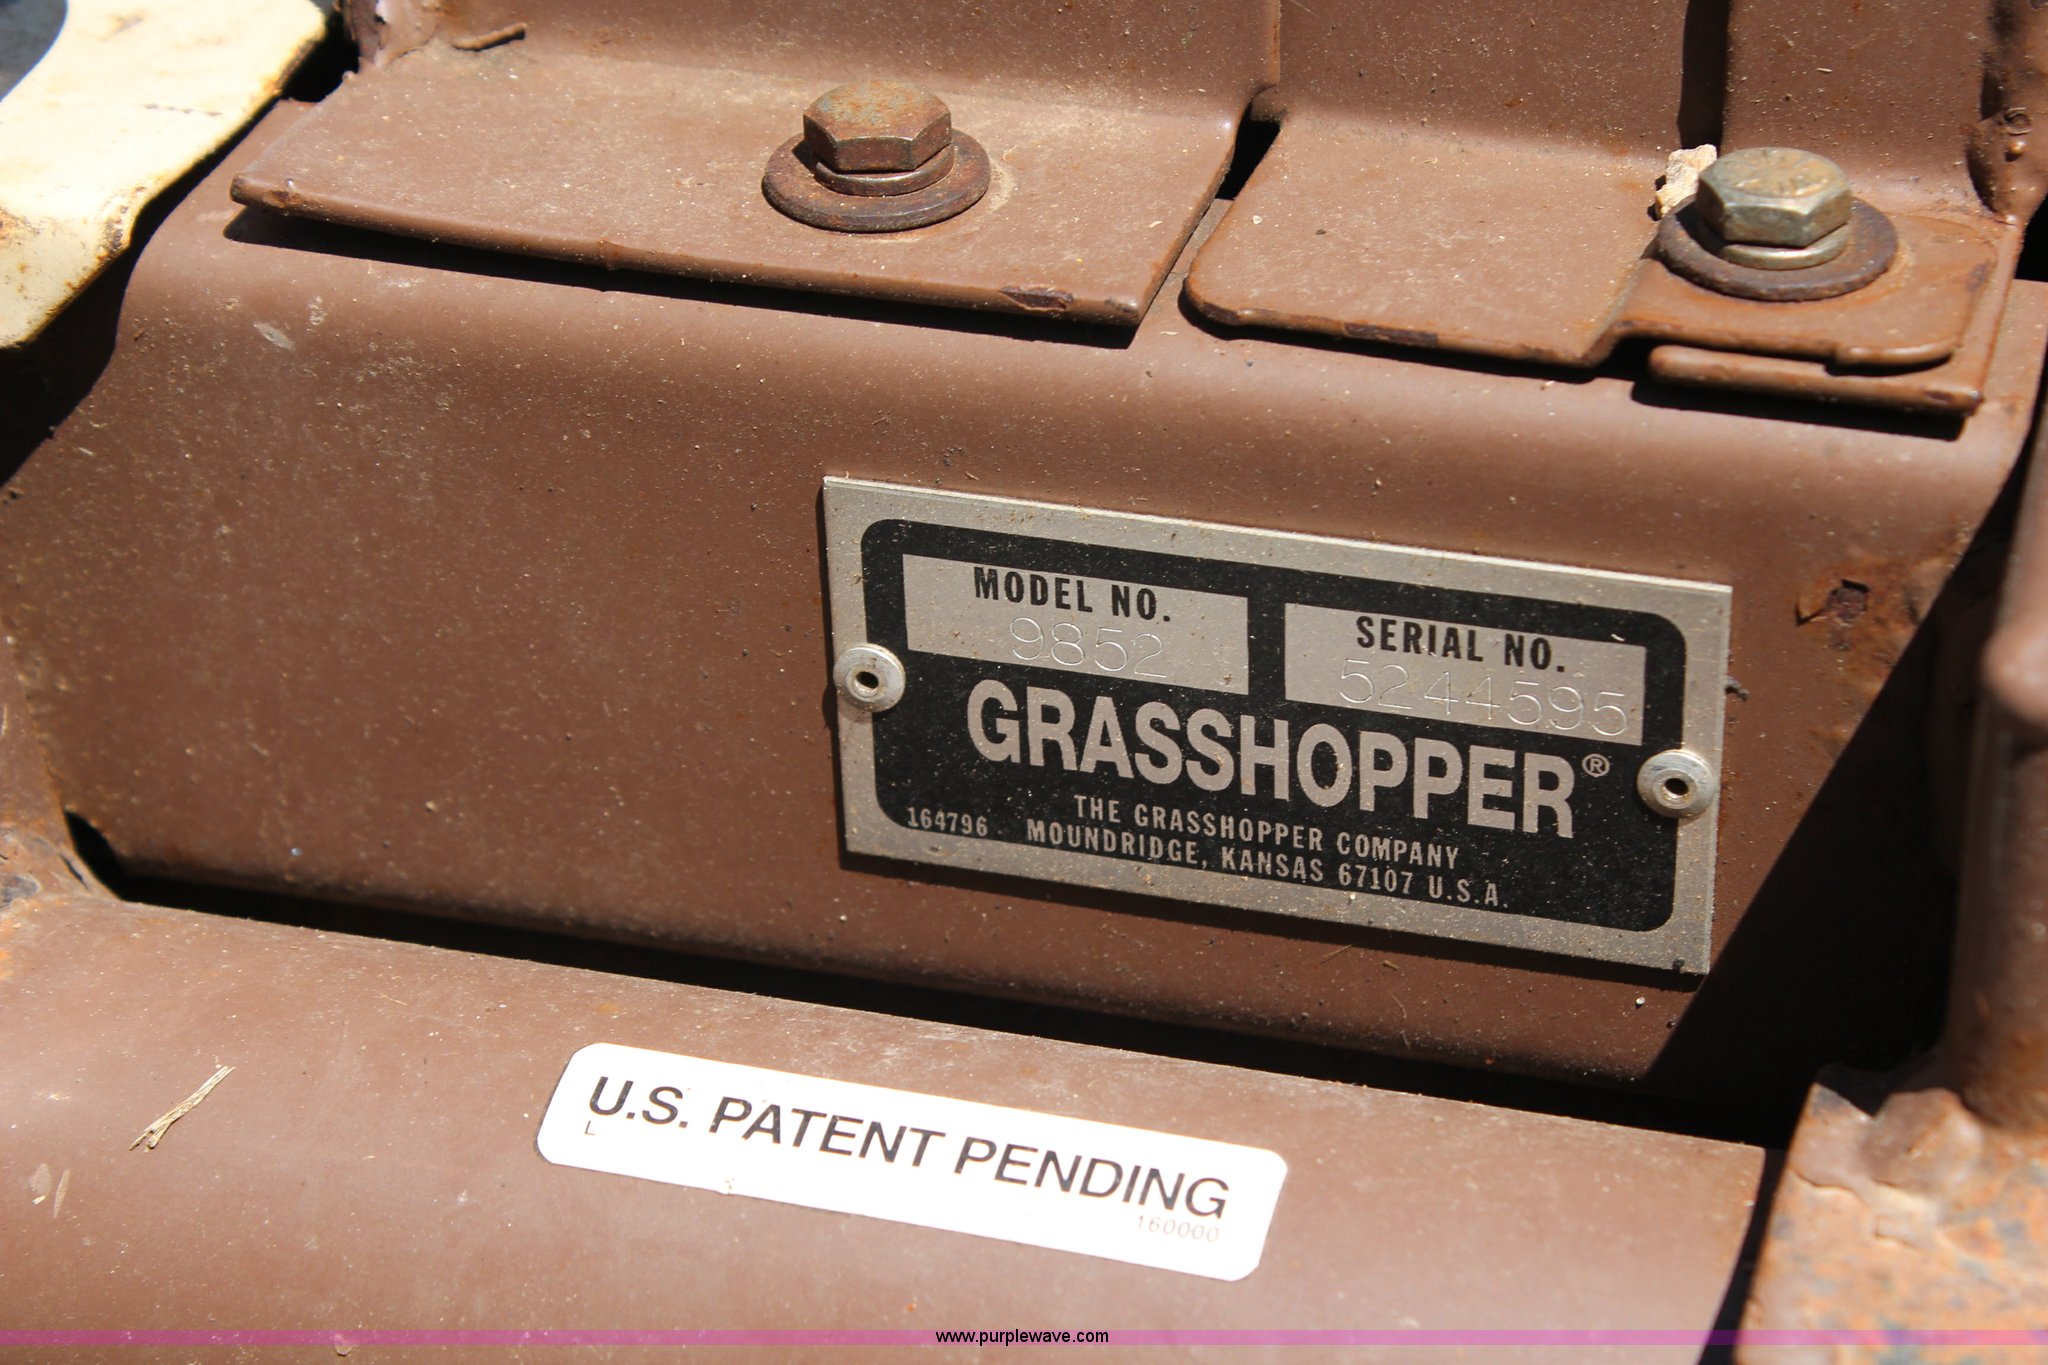 MODEL NO.
9852
SERIAL NO.
5244595
GRASSHOPPER®
THE GRASSHOPPER COMPANY
164796 MOUNDRIDGE, KANSAS 67107 U.S.A.
U.S. PATENT PENDING
L
160000
www.purplewave.com